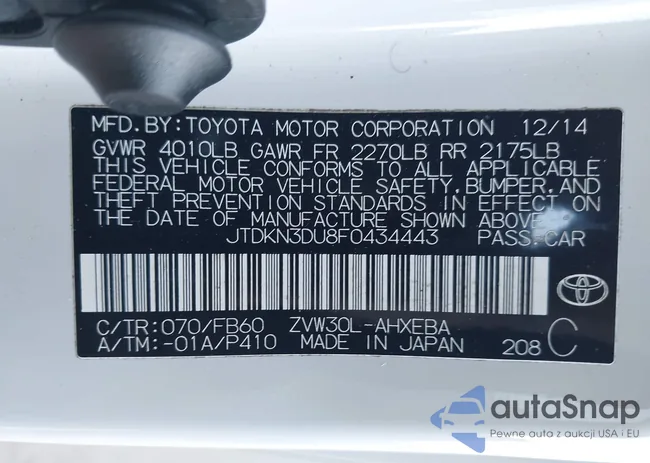 MFD.BY:TOYOTA MOTOR CORPORATION 12/14
GVWR 4010LB GAWR FR 2270LB RR 2175LB
THIS VEHICLE CONFORMS TO ALL APPLICABLE
FEDERAL MOTOR VEHICLE SAFETY,BUMPER,AND
THEFT PREVENTION STANDARDS IN EFFECT ON
THE DATE OF MANUFACTURE SHOWN ABOVE.
JTDKN3DU8F0434443 PASS.CAR
C/TR:070/FB60 ZVW30L-AHXEBA
A/TM:-01A/P410 MADE IN JAPAN 208 C
autaSnap
Pewne auta z aukcji USA i EU